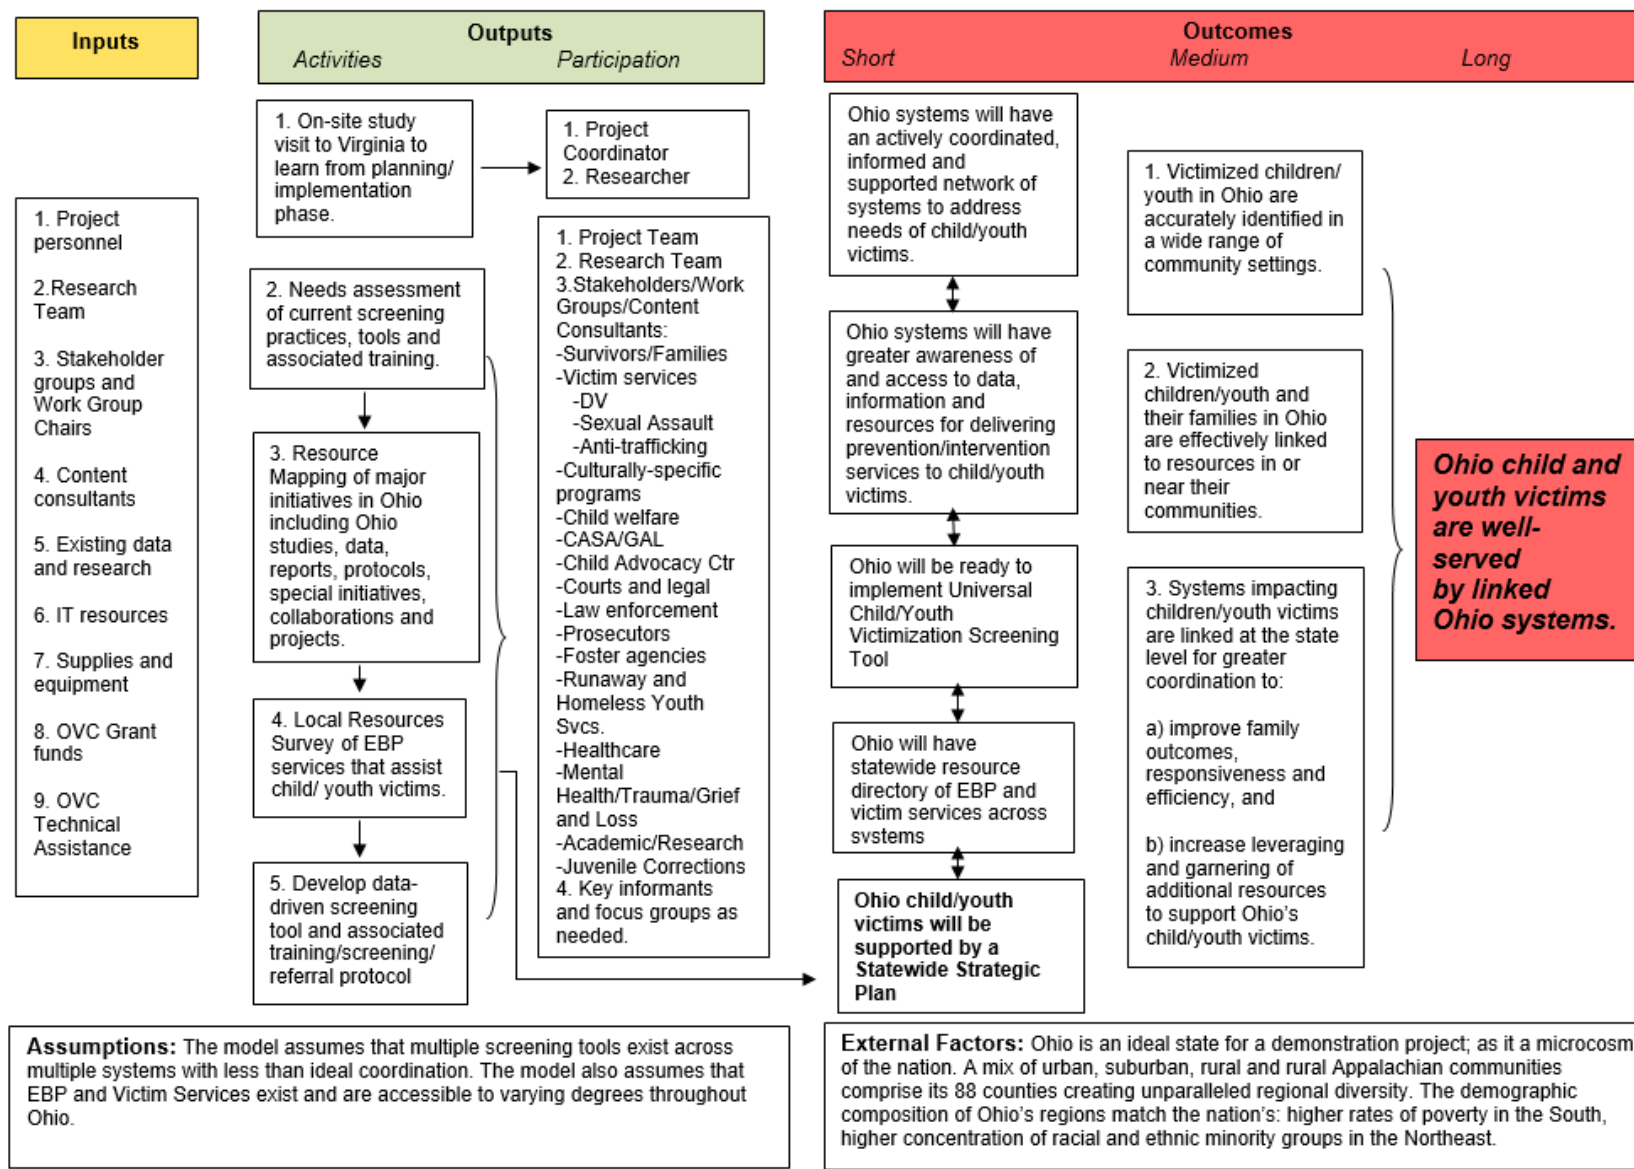 Inputs
Outputs
Activities
Participation
Outcomes
Short
Medium
Long
1. Project
personnel
2.Research
Team
3. Stakeholder
groups and
Work Group
Chairs
4. Content
consultants
5. Existing data
and research
6. IT resources
7. Supplies and
equipment
8. OVC Grant
funds
9. OVC
Technical
Assistance
1. On-site study
visit to Virginia to
learn from planning/
implementation
phase.
2. Needs assessment
of current screening
practices, tools and
associated training.
3. Resource
Mapping of major
initiatives in Ohio
including Ohio
studies, data,
reports, protocols,
special initiatives,
collaborations and
projects.
4. Local Resources
Survey of EBP
services that assist
child/ youth victims.
5. Develop data-
driven screening
tool and associated
training/screening/
referral protocol
1. Project
Coordinator
2. Researcher
1. Project Team
2. Research Team
3.Stakeholders/Work
Groups/Content
Consultants:
-Survivors/Families
-Victim services
-DV
-Sexual Assault
-Anti-trafficking
-Culturally-specific
programs
-Child welfare
-CASA/GAL
-Child Advocacy Ctr
-Courts and legal
-Law enforcement
-Prosecutors
-Foster agencies
-Runaway and
Homeless Youth
Svcs.
-Healthcare
-Mental
Health/Trauma/Grief
and Loss
-Academic/Research
-Juvenile Corrections
4. Key informants
and focus groups as
needed.
Ohio systems will have
an actively coordinated,
informed and
supported network of
systems to address
needs of child/youth
victims.
Ohio systems will have
greater awareness of
and access to data,
information and
resources for delivering
prevention/intervention
services to child/youth
victims.
Ohio will be ready to
implement Universal
Child/Youth
Victimization Screening
Tool
Ohio will have
statewide resource
directory of EBP and
victim services across
systems
Ohio child/youth
victims will be
supported by a
Statewide Strategic
Plan
1. Victimized children/
youth in Ohio are
accurately identified in
a wide range of
community settings.
2. Victimized
children/youth and
their families in Ohio
are effectively linked
to resources in or
near their
communities.
3. Systems impacting
children/youth victims
are linked at the state
level for greater
coordination to:
a) improve family
outcomes,
responsiveness and
efficiency, and
b) increase leveraging
and garnering of
additional resources
to support Ohio's
child/youth victims.
Ohio child and
youth victims
are well-
served
by linked
Ohio systems.
Assumptions: The model assumes that multiple screening tools exist across
multiple systems with less than ideal coordination. The model also assumes that
EBP and Victim Services exist and are accessible to varying degrees throughout
Ohio.
External Factors: Ohio is an ideal state for a demonstration project; as it a microcosm
of the nation. A mix of urban, suburban, rural and rural Appalachian communities
comprise its 88 counties creating unparalleled regional diversity. The demographic
composition of Ohio's regions match the nation's: higher rates of poverty in the South,
higher concentration of racial and ethnic minority groups in the Northeast.